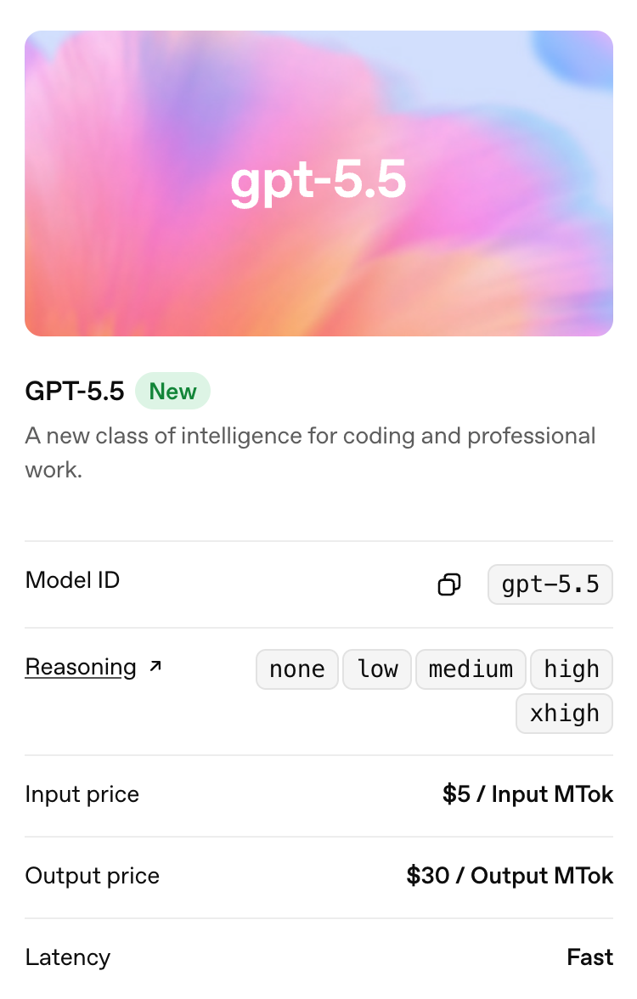 gpt-5.5
GPT-5.5 New
A new class of intelligence for coding and professional
work.
Model ID gpt-5.5
Reasoning ↗ none low medium high
xhigh
Input price $5 / Input MTok
Output price $30 / Output MTok
Latency Fast